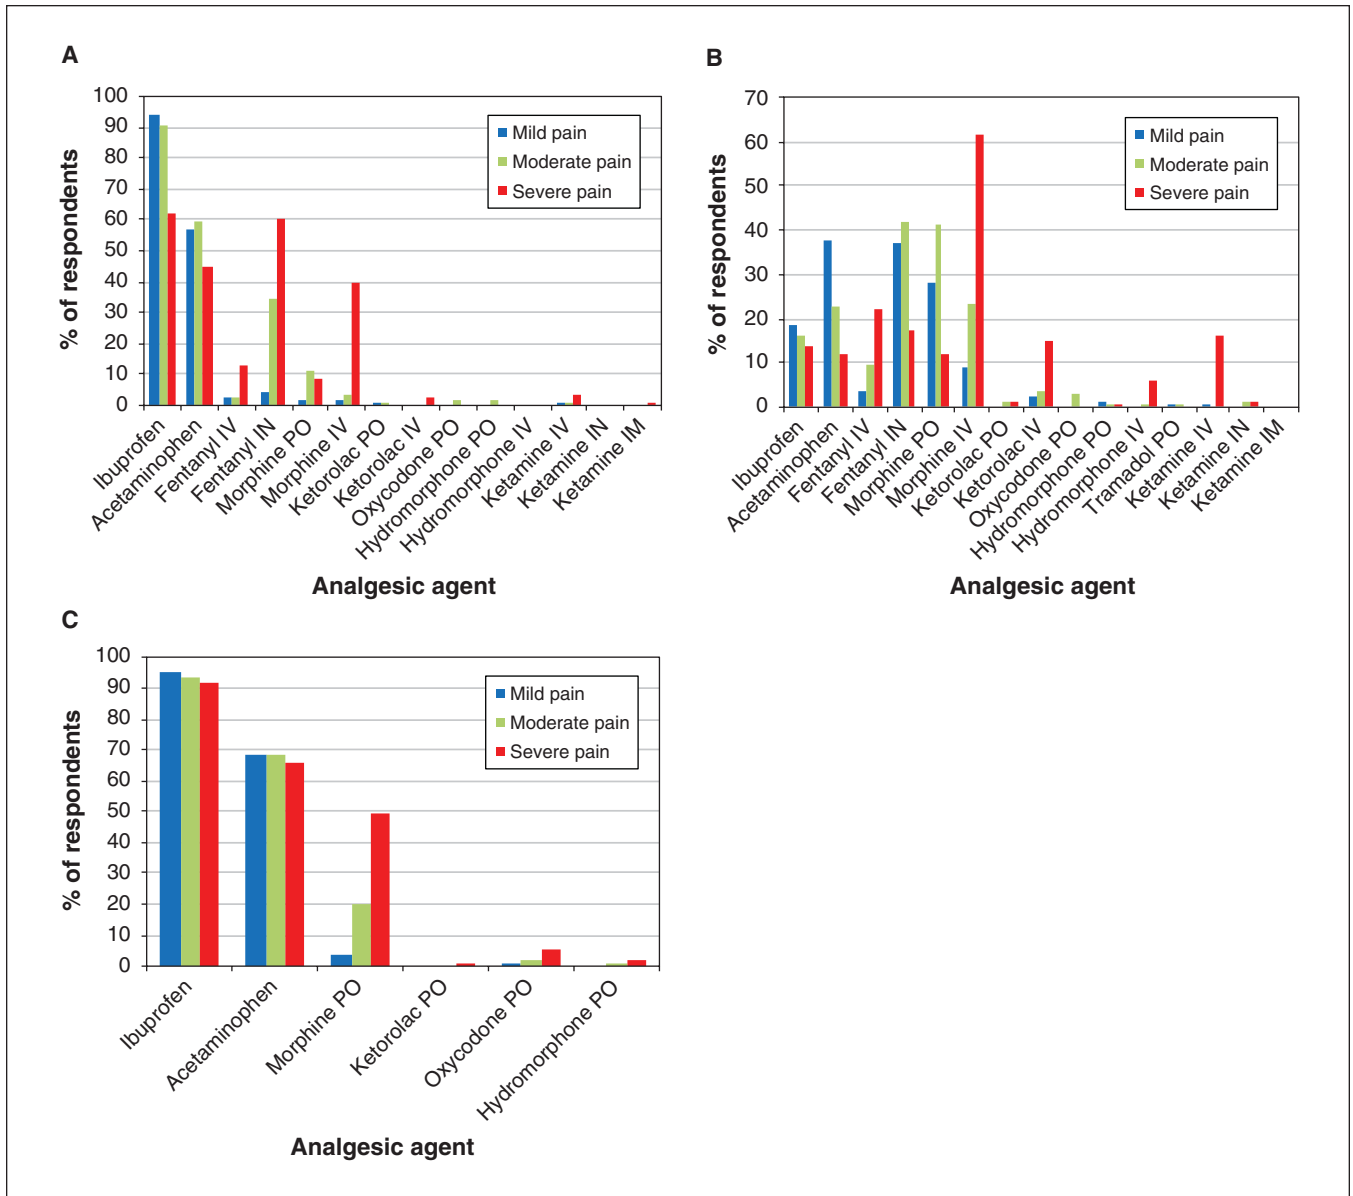 A
100
90
80
70
60
50
40
30
20
10
0
% of respondents
Mild pain
Moderate pain
Severe pain
Ibuprofen
Acetaminophen
Fentanyl IV
Fentanyl IN
Morphine PO
Morphine IV
Ketorolac PO
Ketorolac IV
Oxycodone PO
Hydromorphone PO
Hydromorphone IV
Ketamine IV
Ketamine IN
Ketamine IM
Analgesic agent
B
70
60
50
40
30
20
10
0
% of respondents
Mild pain
Moderate pain
Severe pain
Ibuprofen
Acetaminophen
Fentanyl IV
Fentanyl IN
Morphine PO
Morphine IV
Ketorolac PO
Ketorolac IV
Oxycodone PO
Hydromorphone PO
Hydromorphone IV
Tramadol PO
Ketamine IV
Ketamine IN
Ketamine IM
Analgesic agent
C
100
90
80
70
60
50
40
30
20
10
0
% of respondents
Mild pain
Moderate pain
Severe pain
Ibuprofen
Acetaminophen
Morphine PO
Ketorolac PO
Oxycodone PO
Hydromorphone PO
Analgesic agent